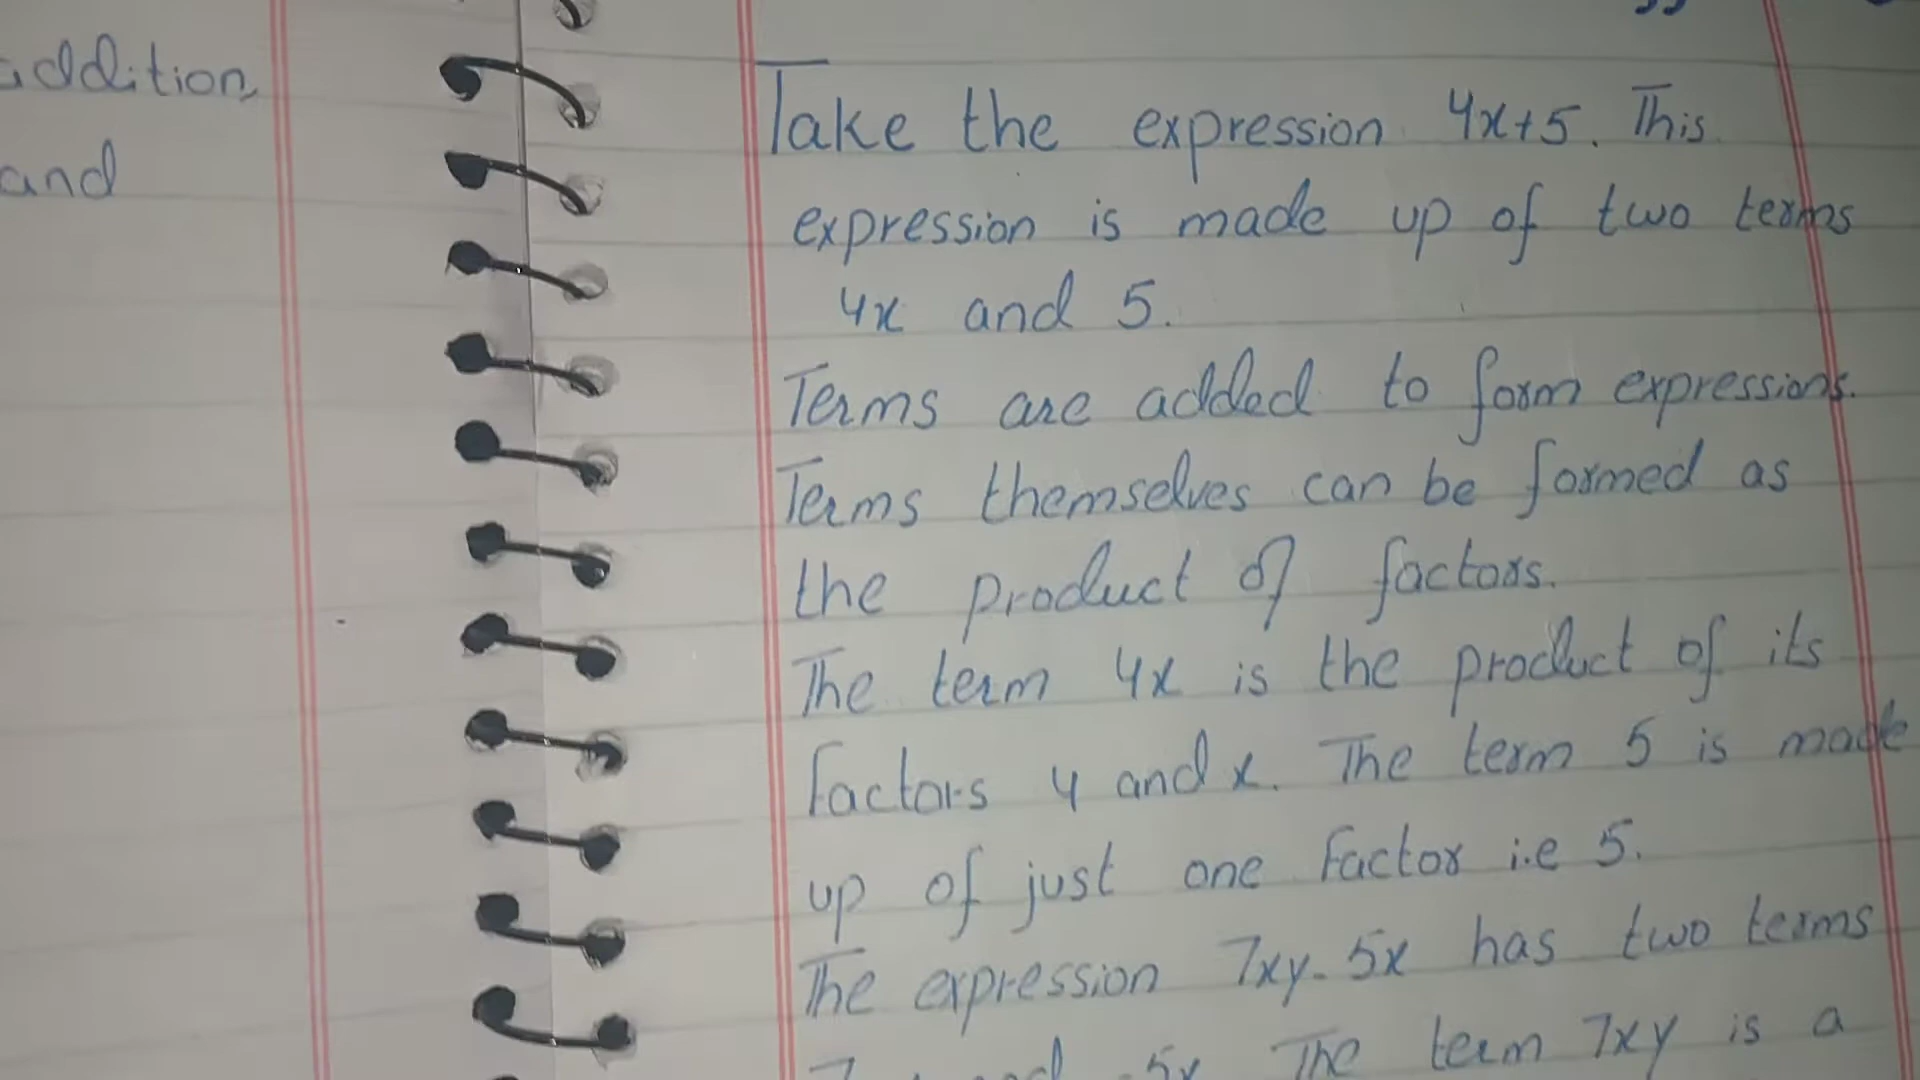 addition,
and
Take the expression 4x+5. This
expression is made up of two terms
4x and 5.
Terms are added to form expressions.
Terms themselves can be formed as
the product of factors.
The term 4x is the product of its
factors 4 and x. The term 5 is made
up of just one factor i.e 5.
The expression 7xy-5x has two terms
and -5x The term 7xy is a